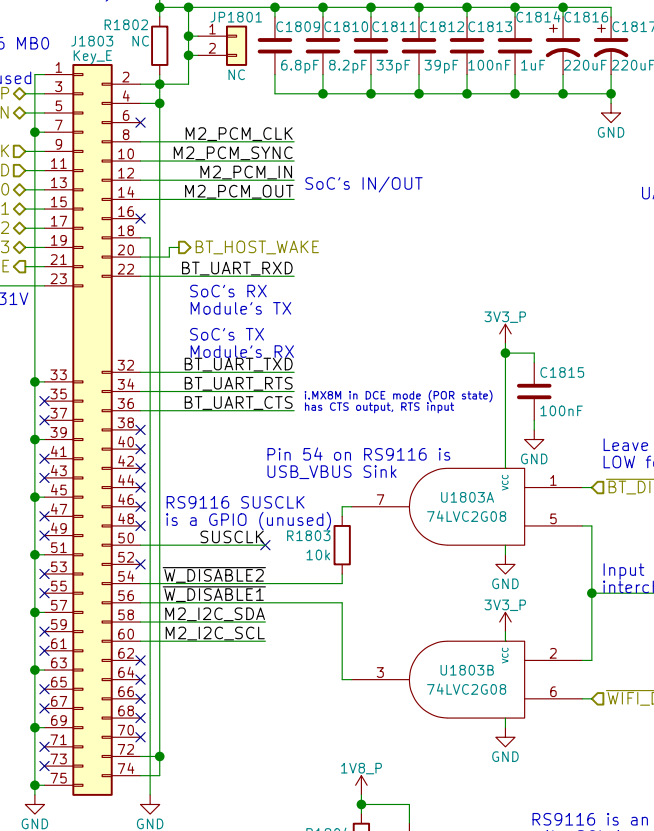 R1802
NC
JP1801
1
2
NC
C1809
C1810
C1811
C1812
C1813
C1814
C1816
C1817
6.8pF
8.2pF
33pF
39pF
100nF
1uF
220uF
220uF
GND
MB0
J1803
Key_E
1
3
5
7
9
11
13
15
17
19
21
23
33
35
37
39
41
43
45
47
49
51
53
55
57
59
61
63
65
67
69
71
73
75
2
4
6
8
10
12
14
16
18
20
22
32
34
36
38
40
42
44
46
48
50
52
54
56
58
60
62
64
66
68
70
72
74
P
N
K
D
0
1
2
3
E
31V
M2_PCM_CLK
M2_PCM_SYNC
M2_PCM_IN
M2_PCM_OUT
SoC's IN/OUT
BT_HOST_WAKE
BT_UART_RXD
SoC's RX
Module's TX
SoC's TX
Module's RX
BT_UART_TXD
BT_UART_RTS
BT_UART_CTS
i.MX8M in DCE mode (POR state)
has CTS output, RTS input
Pin 54 on RS9116 is
USB_VBUS Sink
RS9116 SUSCLK
is a GPIO (unused)
SUSCLK
W_DISABLE2
W_DISABLE1
M2_I2C_SDA
M2_I2C_SCL
R1803
10k
3V3_P
C1815
100nF
GND
VCC
U1803A
74LVC2G08
7
1
5
GND
Leave
LOW
BT_DI
Input
3V3_P
VCC
U1803B
74LVC2G08
3
2
6
WIFI_D
GND
GND
GND
1V8_P
RS9116 is an